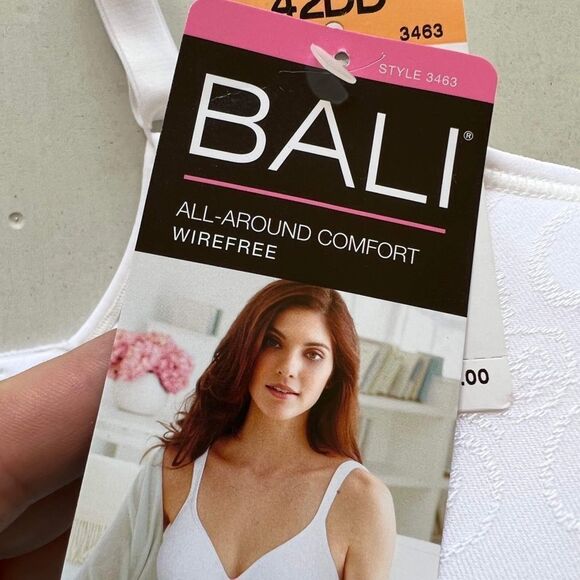 42DD
3463
STYLE 3463
BALI®
ALL-AROUND COMFORT
WIREFREE
.00